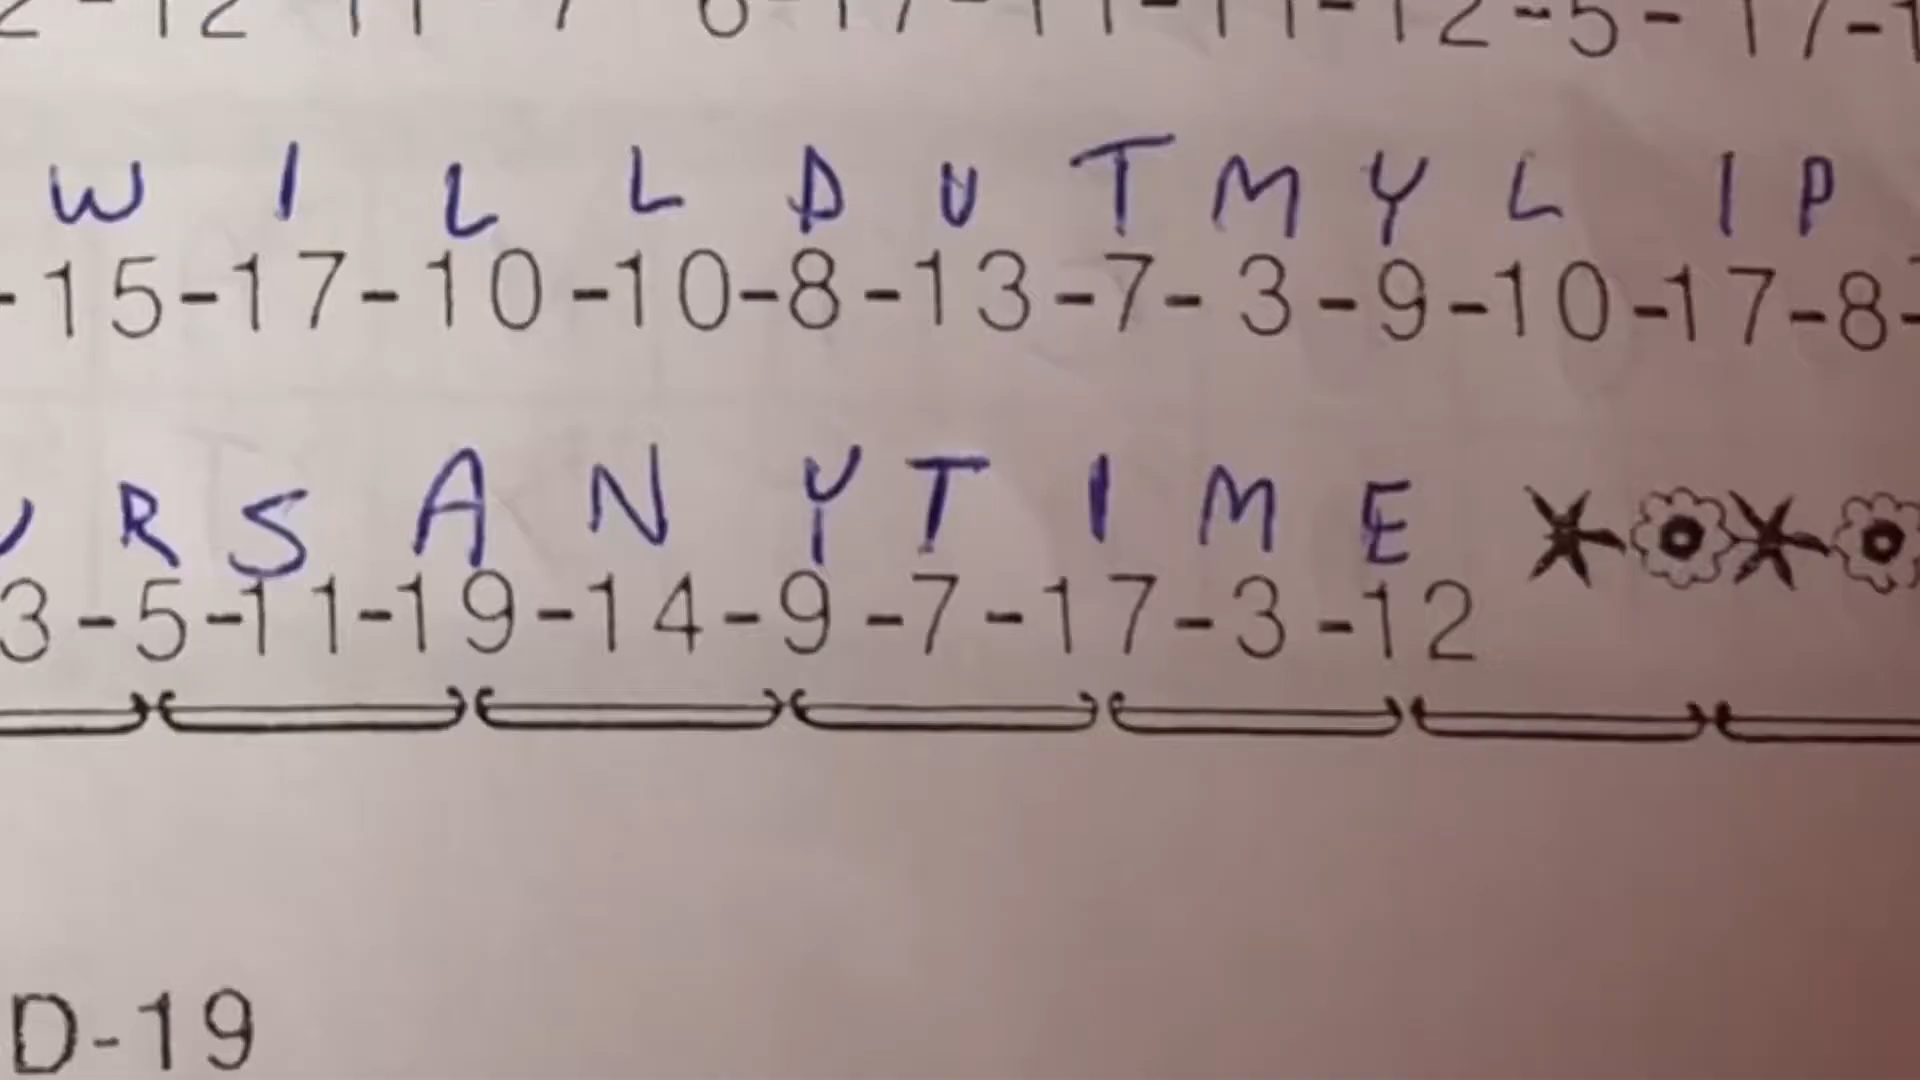 W I L L P U T M Y L I P
-15-17-10-10-8-13-7-3-9-10-17-8-
U R S A N Y T I M E
3-5-11-19-14-9-7-17-3-12
D-19